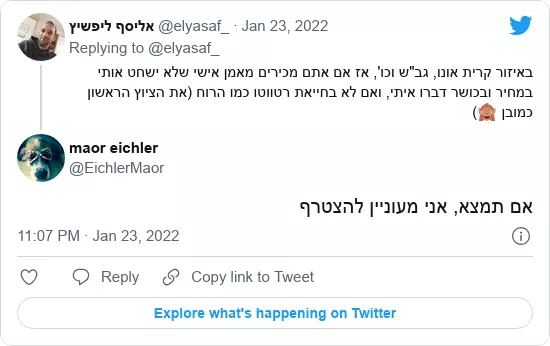 אליסף ליפשיץ @elyasaf_ · Jan 23, 2022
Replying to @elyasaf_
באיזור קרית אונו, גב"ש וכו', אז אם אתם מכירים מאמן אישי שלא ישחט אותי
במחיר ובכושר דברו איתי, ואם לא בחייאת רטווטו כמו הרוח (את הציוץ הראשון
כמובן 🙈)
maor eichler
@EichlerMaor
אם תמצא, אני מעוניין להצטרף
11:07 PM · Jan 23, 2022
Reply
Copy link to Tweet
Explore what's happening on Twitter